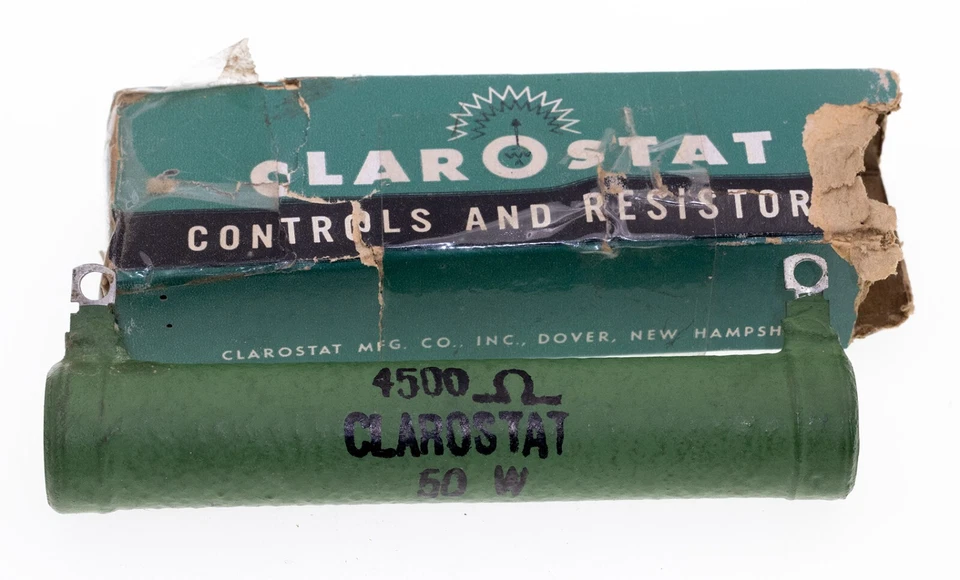 CLAROSTAT
CONTROLS AND RESISTOR
CLAROSTAT MFG. CO., INC., DOVER, NEW HAMPSH
4500 Ω
CLAROSTAT
50 W